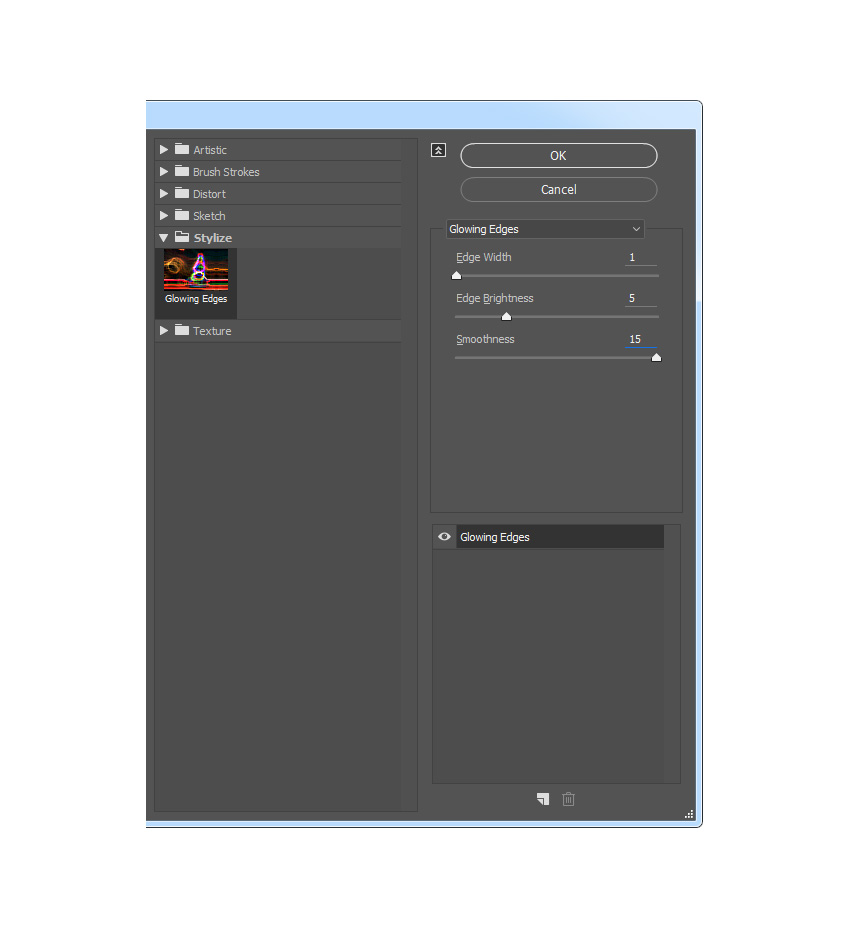 Artistic
Brush Strokes
Distort
Sketch
Stylize
Glowing Edges
Texture
OK
Cancel
Glowing Edges
Edge Width 1
Edge Brightness 5
Smoothness 15
Glowing Edges